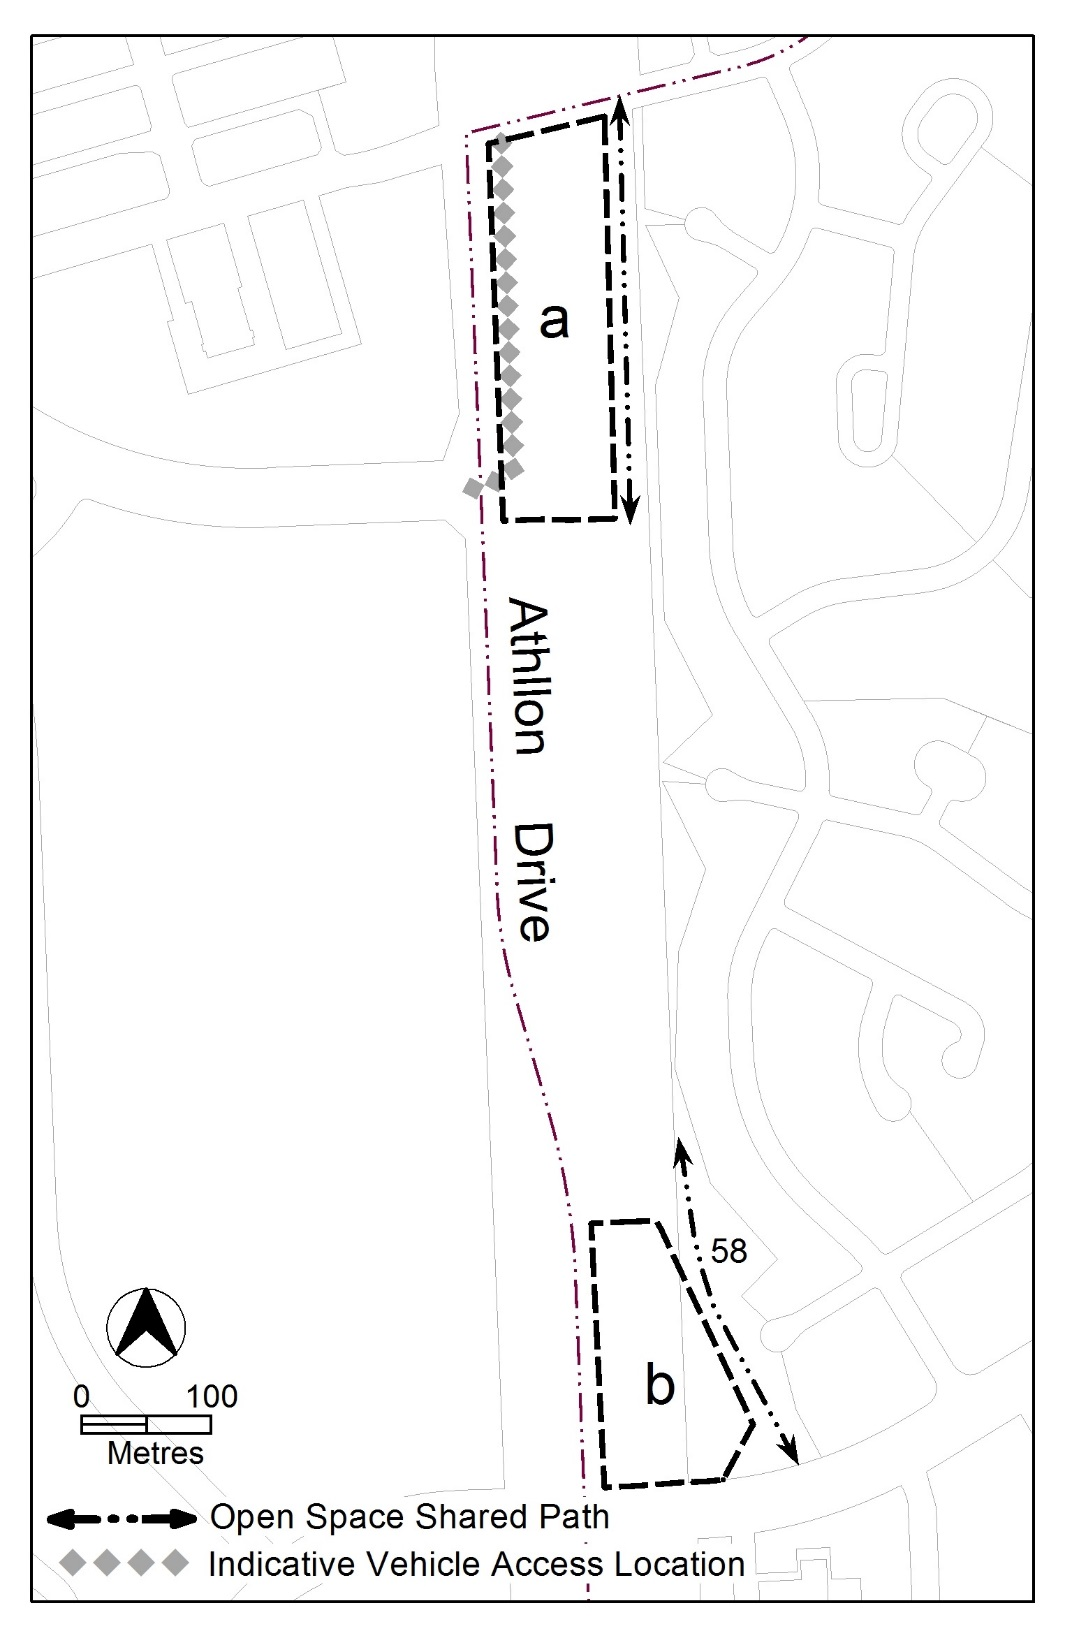 a
Athllon Drive
58
b
0 100
Metres
Open Space Shared Path
Indicative Vehicle Access Location